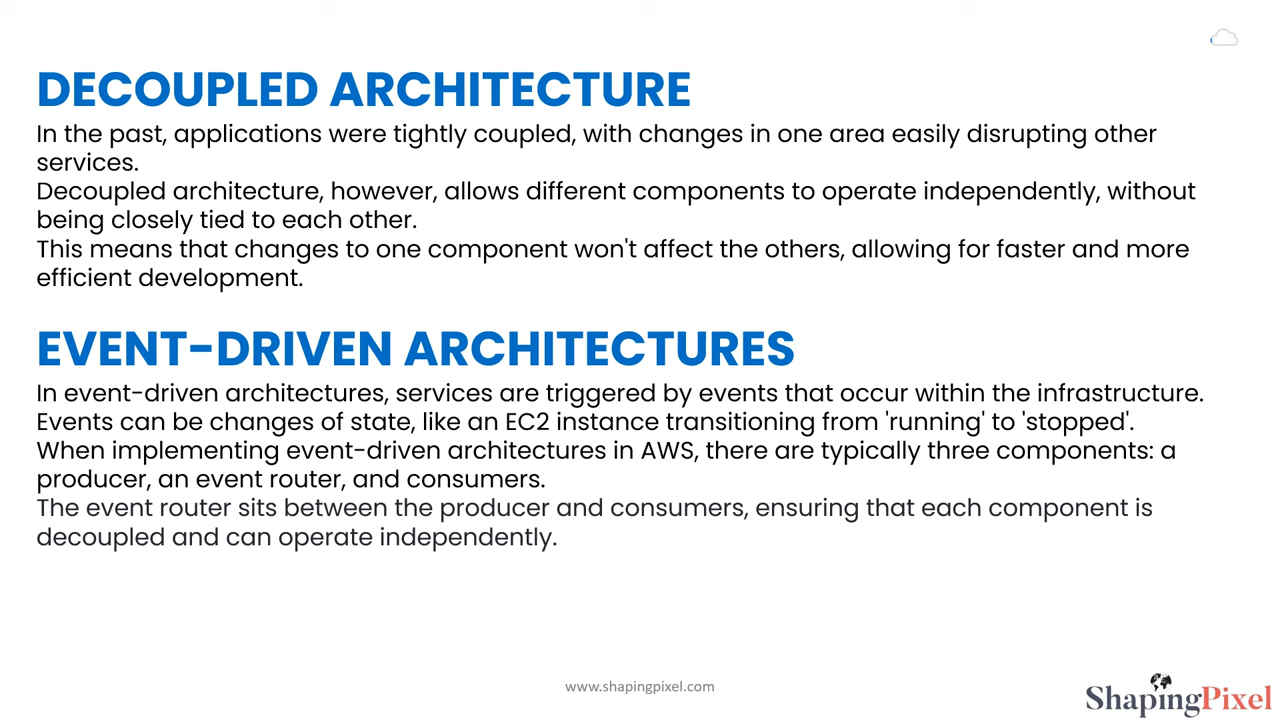 DECOUPLED ARCHITECTURE
In the past, applications were tightly coupled, with changes in one area easily disrupting other
services.
Decoupled architecture, however, allows different components to operate independently, without
being closely tied to each other.
This means that changes to one component won't affect the others, allowing for faster and more
efficient development.
EVENT-DRIVEN ARCHITECTURES
In event-driven architectures, services are triggered by events that occur within the infrastructure.
Events can be changes of state, like an EC2 instance transitioning from 'running' to 'stopped'.
When implementing event-driven architectures in AWS, there are typically three components: a
producer, an event router, and consumers.
The event router sits between the producer and consumers, ensuring that each component is
decoupled and can operate independently.
www.shapingpixel.com
ShapingPixel